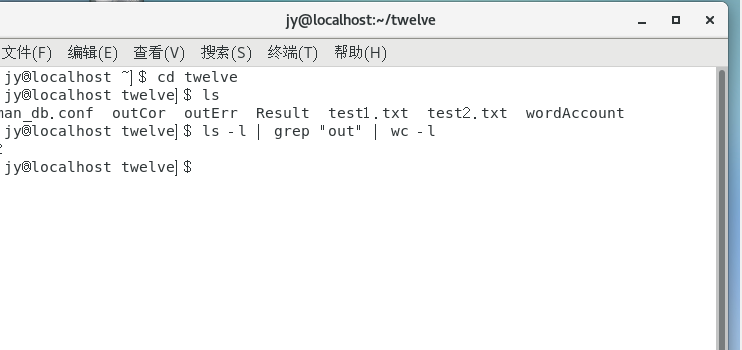 jy@localhost:~/twelve
文件(F) 编辑(E) 查看(V) 搜索(S) 终端(T) 帮助(H)
jy@localhost ~]$ cd twelve
jy@localhost twelve]$ ls
man_db.conf outCor outErr Result test1.txt test2.txt wordAccount
jy@localhost twelve]$ ls -l | grep "out" | wc -l
2
jy@localhost twelve]$